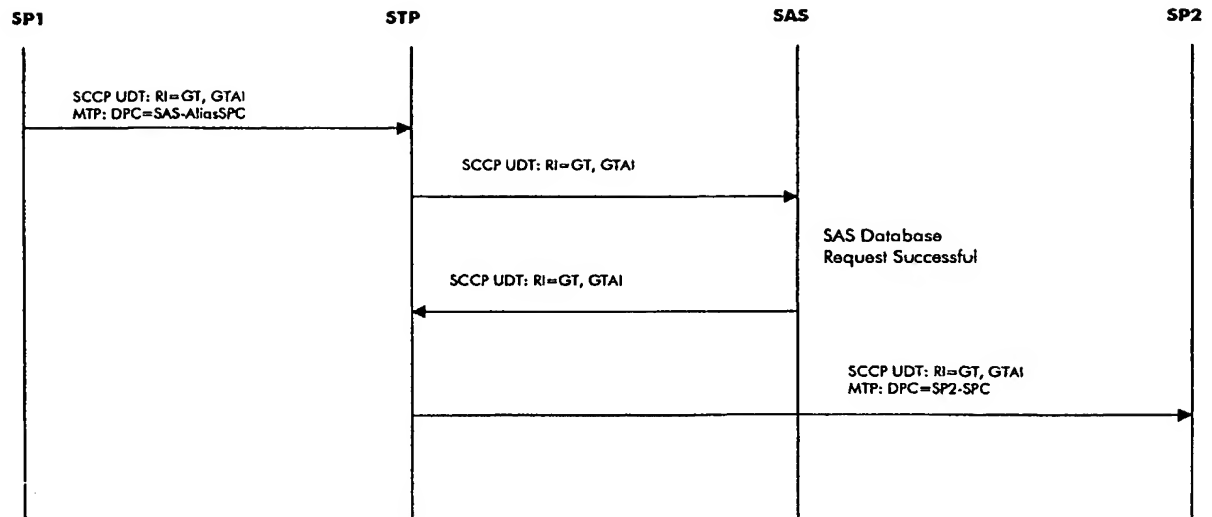 SP1 STP SAS SP2
SCCP UDT: RI=GT, GTAI
MTP: DPC=SAS-AliasSPC
SCCP UDT: RI=GT, GTAI
SAS Database
Request Successful
SCCP UDT: RI=GT, GTAI
SCCP UDT: RI=GT, GTAI
MTP: DPC=SP2-SPC